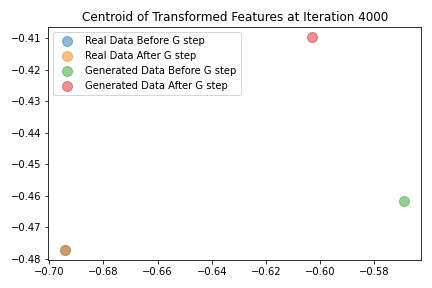 Centroid of Transformed Features at Iteration 4000
Real Data Before G step
Real Data After G step
Generated Data Before G step
Generated Data After G step
−0.41
−0.42
−0.43
−0.44
−0.45
−0.46
−0.47
−0.48
−0.70 −0.68 −0.66 −0.64 −0.62 −0.60 −0.58